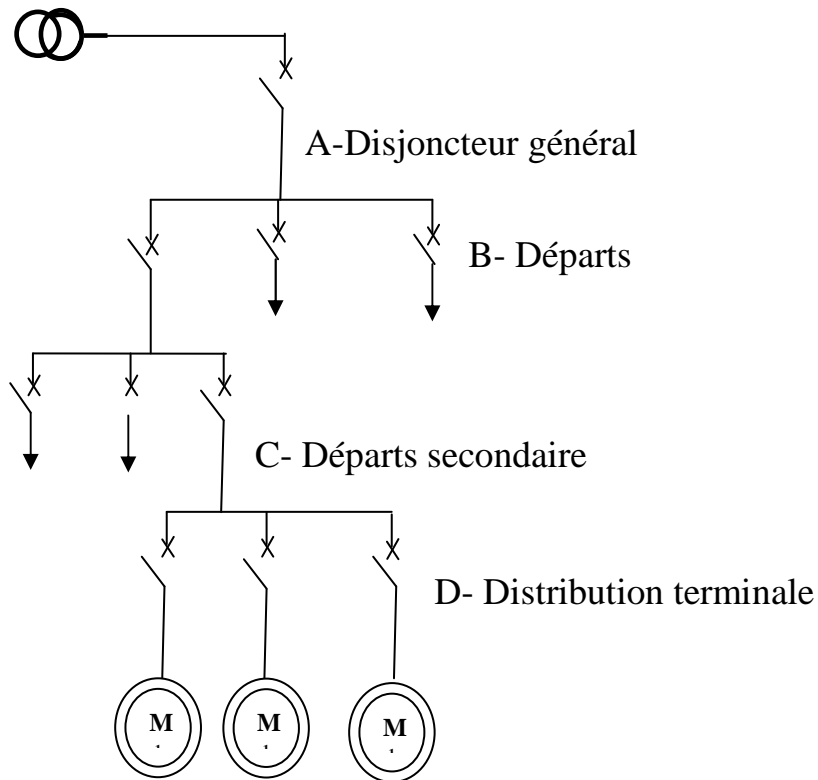 A-Disjoncteur général
B- Départs
C- Départs secondaire
D- Distribution terminale
M
M
M